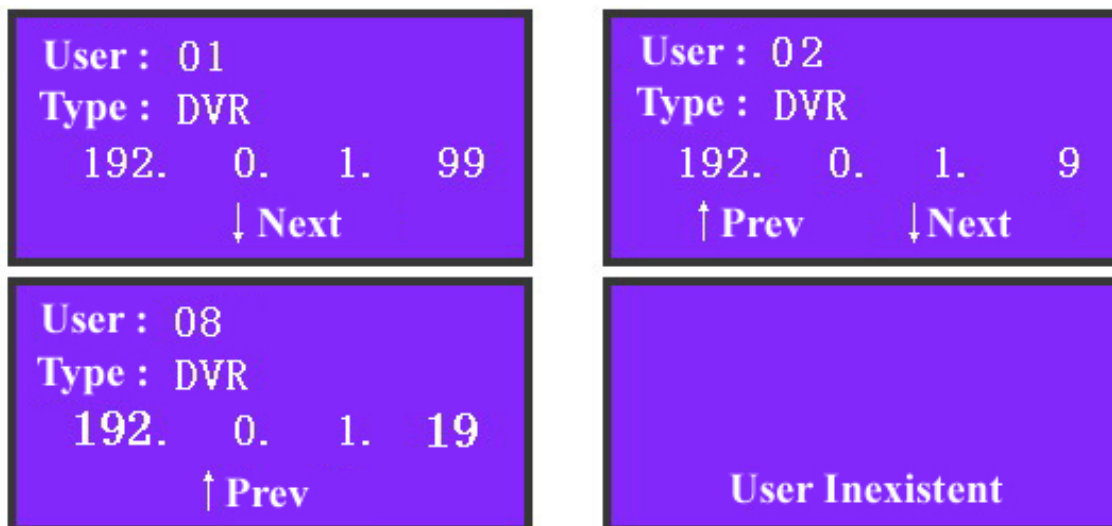 User : 01
Type : DVR
192. 0. 1. 99
↓ Next
User : 02
Type : DVR
192. 0. 1. 9
↑ Prev ↓ Next
User : 08
Type : DVR
192. 0. 1. 19
↑ Prev
User Inexistent